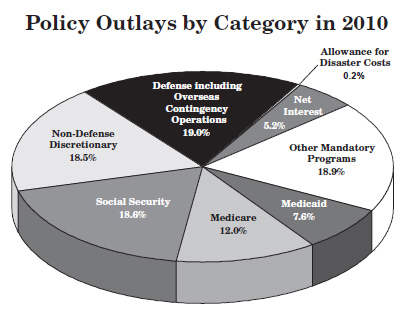 Policy Outlays by Category in 2010
Allowance for
Disaster Costs
0.2%
Defense including
Overseas
Contingency
Operations
19.0%
Net
Interest
5.2%
Non-Defense
Discretionary
18.5%
Other Mandatory
Programs
18.9%
Social Security
18.6%
Medicare
12.0%
Medicaid
7.6%